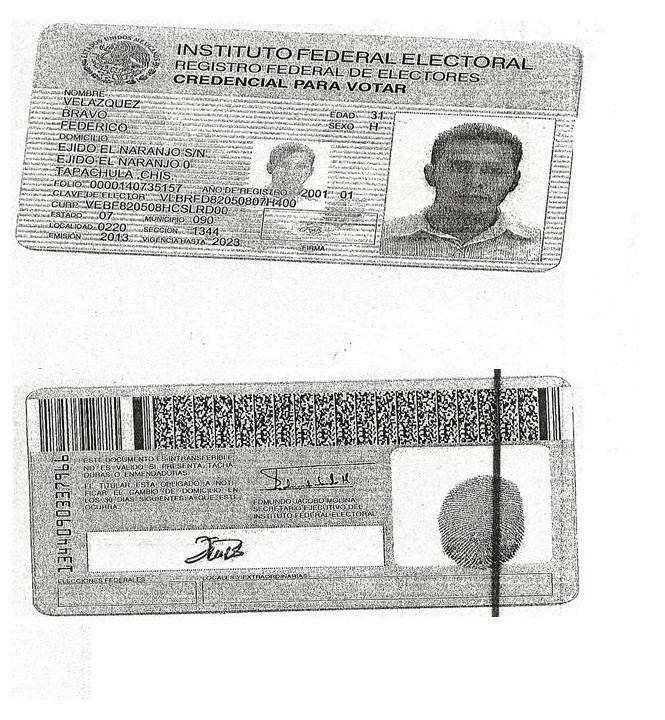 ESTADOS UNIDOS MEXICANOS
INSTITUTO FEDERAL ELECTORAL
REGISTRO FEDERAL DE ELECTORES
CREDENCIAL PARA VOTAR
NOMBRE
VELAZQUEZ
BRAVO
FEDERICO
EDAD 31
SEXO H
DOMICILIO
EJIDO EL NARANJO S/N
EJIDO EL NARANJO 0
TAPACHULA ,CHIS.
FOLIO 0000140735157 AÑO DE REGISTRO 2001 01
CLAVE DE ELECTOR VLBRFD82050807H400
CURP VEBF820508HCSLRD00
ESTADO 07 MUNICIPIO 090
LOCALIDAD 0220 SECCION 1344
EMISIÓN 2013 VIGENCIA HASTA 2023
FIRMA
1344090337966
ESTE DOCUMENTO ES INTRANSFERIBLE
NO ES VALIDO SI PRESENTA TACHA-
DURAS O ENMENDADURAS
EL TITULAR ESTA OBLIGADO A NOTI-
FICAR EL CAMBIO DE DOMICILIO EN
LOS 30 DIAS SIGUIENTES A QUE ESTE
OCURRA
EDMUNDO JACOBO MOLINA
SECRETARIO EJECUTIVO DEL
INSTITUTO FEDERAL ELECTORAL
ELECCIONES FEDERALES
LOCALES Y EXTRAORDINARIAS